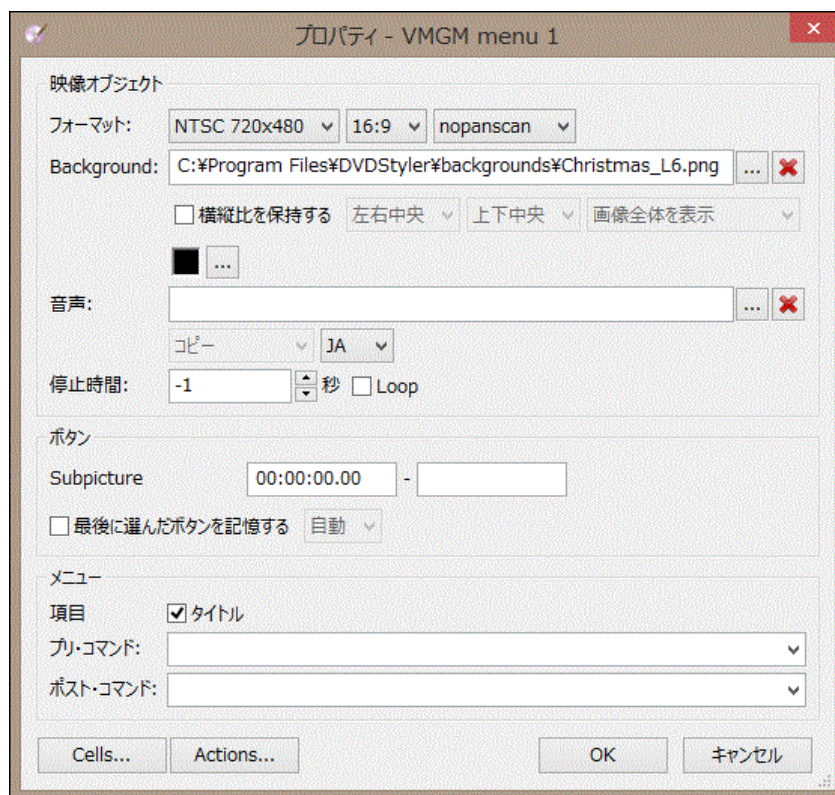 プロパティ - VMGM menu 1
映像オブジェクト
フォーマット: NTSC 720x480 16:9 nopanscan
Background: C:¥Program Files¥DVDStyler¥backgrounds¥Christmas_L6.png ...
横縦比を保持する 左右中央 上下中央 画像全体を表示
...
音声: ...
コピー JA
停止時間: -1 秒 Loop
ボタン
Subpicture 00:00:00.00 -
最後に選んだボタンを記憶する 自動
メニュー
項目 タイトル
プリ・コマンド:
ポスト・コマンド:
Cells... Actions... OK キャンセル